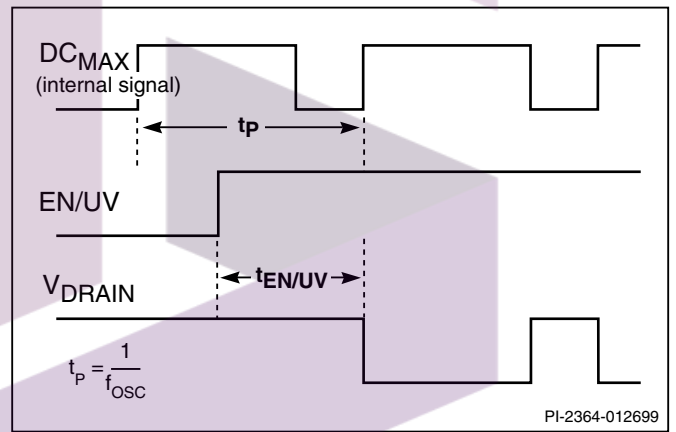 DCMAX
(internal signal)
tP
EN/UV
tEN/UV
VDRAIN
tP = 1/fOSC
PI-2364-012699